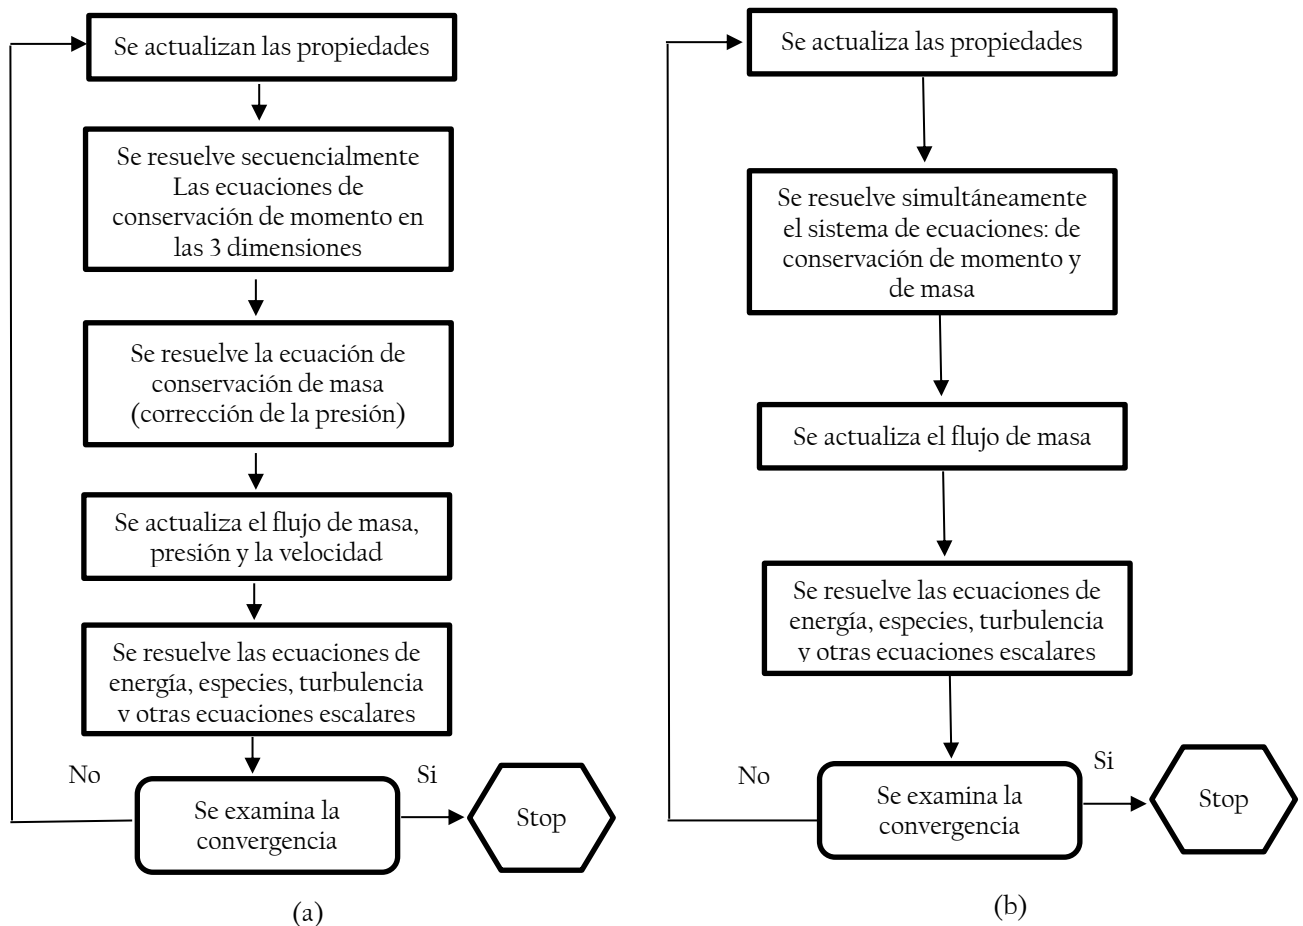 Se actualizan las propiedades
Se resuelve secuencialmente
Las ecuaciones de
conservación de momento en
las 3 dimensiones
Se resuelve la ecuación de
conservación de masa
(corrección de la presión)
Se actualiza el flujo de masa,
presión y la velocidad
Se resuelve las ecuaciones de
energía, especies, turbulencia
y otras ecuaciones escalares
No
Si
Se examina la
convergencia
Stop
(a)
Se actualiza las propiedades
Se resuelve simultáneamente
el sistema de ecuaciones: de
conservación de momento y
de masa
Se actualiza el flujo de masa
Se resuelve las ecuaciones de
energía, especies, turbulencia
y otras ecuaciones escalares
No
Si
Se examina la
convergencia
Stop
(b)